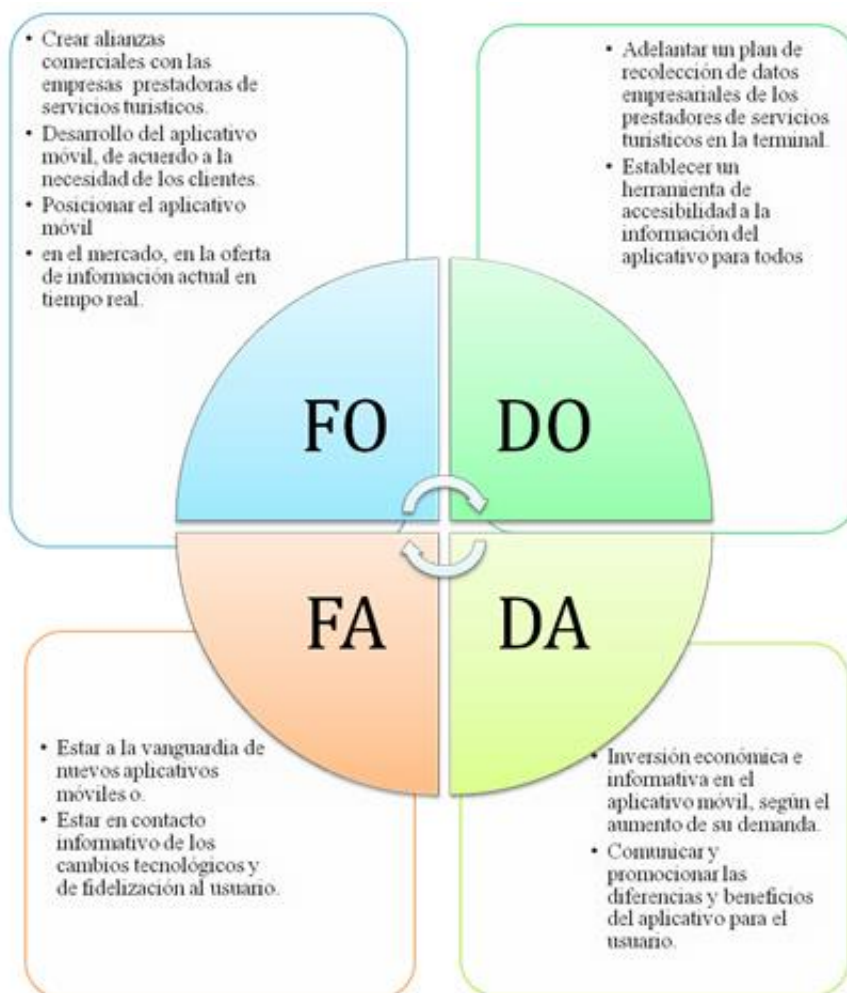 • Crear alianzas
comerciales con las
empresas prestadoras de
servicios turísticos.
• Desarrollo del aplicativo
móvil, de acuerdo a la
necesidad de los clientes.
• Posicionar el aplicativo
móvil
• en el mercado, en la oferta
de información actual en
tiempo real.
• Adelantar un plan de
recolección de datos
empresariales de los
prestadores de servicios
turísticos en la terminal.
• Establecer un
herramienta de
accesibilidad a la
información del
aplicativo para todos
FO
DO
FA
DA
• Estar a la vanguardia de
nuevos aplicativos
móviles o.
• Estar en contacto
informativo de los
cambios tecnológicos y
de fidelización al usuario.
• Inversión económica e
informativa en el
aplicativo móvil, según el
aumento de su demanda.
• Comunicar y
promocionar las
diferencias y beneficios
del aplicativo para el
usuario.